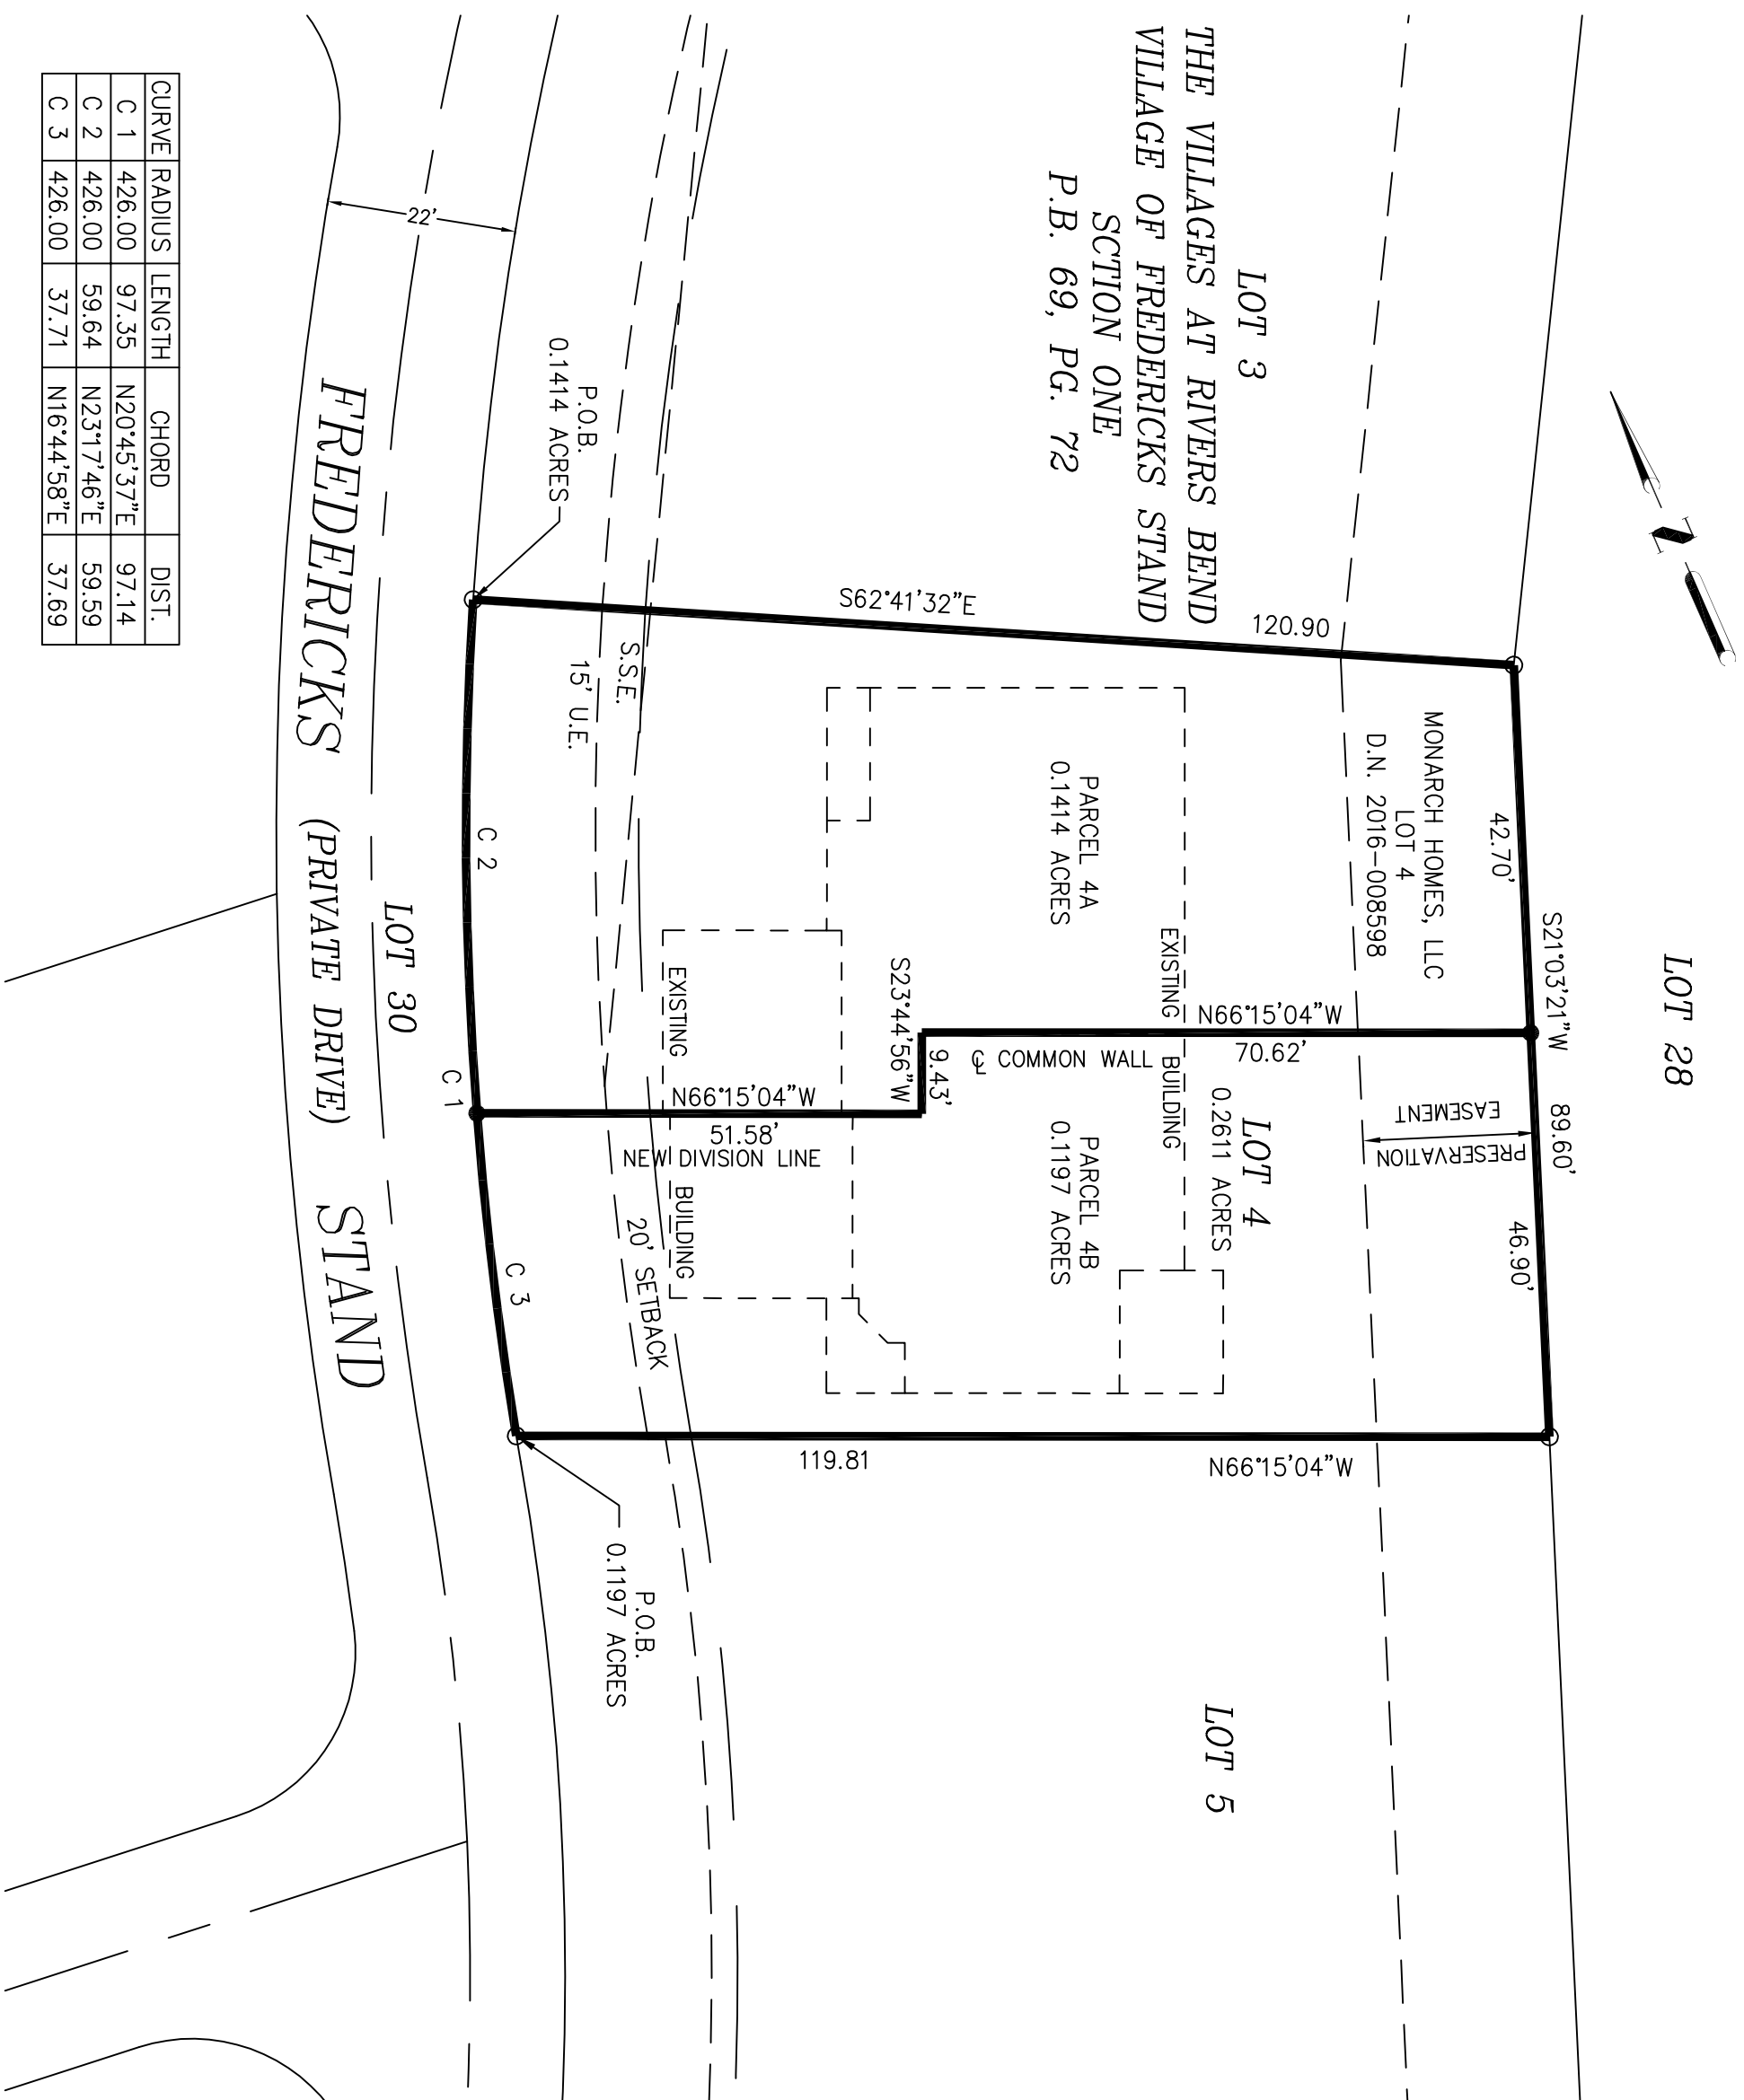 LOT 28
S21°03'21"W
89.60'
42.70'
46.90'
MONARCH HOMES, LLC
LOT 4
D.N. 2016-008598
PRESERVATION
EASEMENT
N
LOT 3
THE VILLAGES AT RIVERS BEND
VILLAGE OF FREDERICKS STAND
SCTION ONE
P.B. 69, PG. 72
120.90
S62°41'32"E
N66°15'04"W
70.62'
℄ COMMON WALL
LOT 4
0.2611 ACRES
EXISTING
BUILDING
PARCEL 4A
0.1414 ACRES
PARCEL 4B
0.1197 ACRES
S23°44'56"W
9.43'
N66°15'04"W
119.81
LOT 5
N66°15'04"W
51.58'
NEW DIVISION LINE
EXISTING
BUILDING
20' SETBACK
S.S.E.
15' U.E.
P.O.B.
0.1414 ACRES
P.O.B.
0.1197 ACRES
C 2
C 1
C 3
22'
LOT 30
FREDERICKS (PRIVATE DRIVE) STAND
CURVE RADIUS LENGTH CHORD DIST.
C 1 426.00 97.35 N20°45'37"E 97.14
C 2 426.00 59.64 N23°17'46"E 59.59
C 3 426.00 37.71 N16°44'58"E 37.69